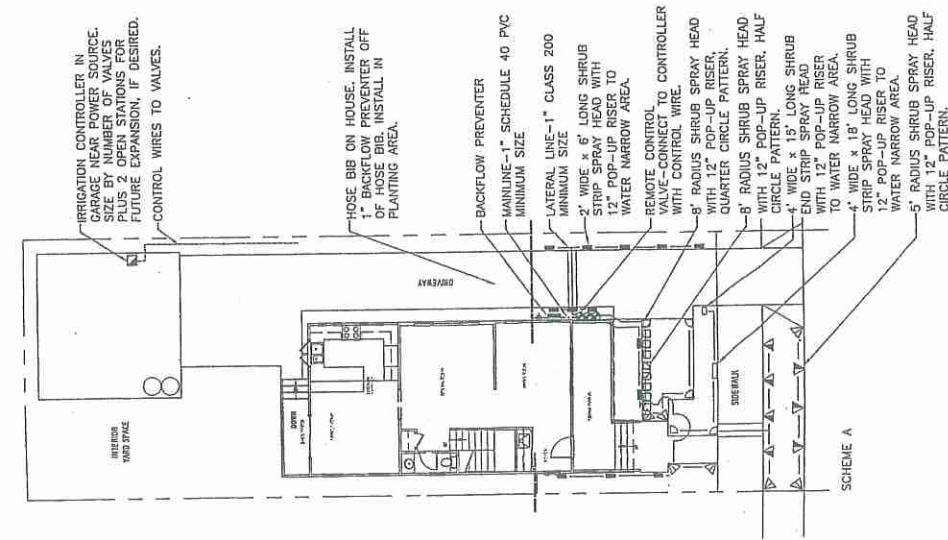 IRRIGATION CONTROLLER IN
GARAGE NEAR POWER SOURCE.
SIZE BY NUMBER OF VALVES
PLUS 2 OPEN STATIONS FOR
FUTURE EXPANSION, IF DESIRED.
CONTROL WIRES TO VALVES.
HOSE BIBB ON HOUSE. INSTALL
1" BACKFLOW PREVENTER OFF
OF HOSE BIB. INSTALL IN
PLANTING AREA.
BACKFLOW PREVENTER
MAINLINE-1" SCHEDULE 40 PVC
MINIMUM SIZE
LATERAL LINE-1" CLASS 200
MINIMUM SIZE
2' WIDE x 6' LONG SHRUB
STRIP SPRAY HEAD WITH
12" POP-UP RISER TO
WATER NARROW AREA.
REMOTE CONTROL
VALVE-CONNECT TO CONTROLLER
WITH CONTROL WIRE.
8' RADIUS SHRUB SPRAY HEAD
WITH 12" POP-UP RISER,
QUARTER CIRCLE PATTERN.
8' RADIUS SHRUB SPRAY HEAD
WITH 12" POP-UP RISER, HALF
CIRCLE PATTERN.
4' WIDE x 15' LONG SHRUB
END STRIP SPRAY HEAD
WITH 12" POP-UP RISER
TO WATER NARROW AREA.
4' WIDE x 18' LONG SHRUB
STRIP SPRAY HEAD WITH
12" POP-UP RISER TO
WATER NARROW AREA.
5' RADIUS SHRUB SPRAY HEAD
WITH 12" POP-UP RISER, HALF
CIRCLE PATTERN.
INTERIOR
YARD SPACE
DOWN
DRIVEWAY
SIDEWALK
SCHEME A